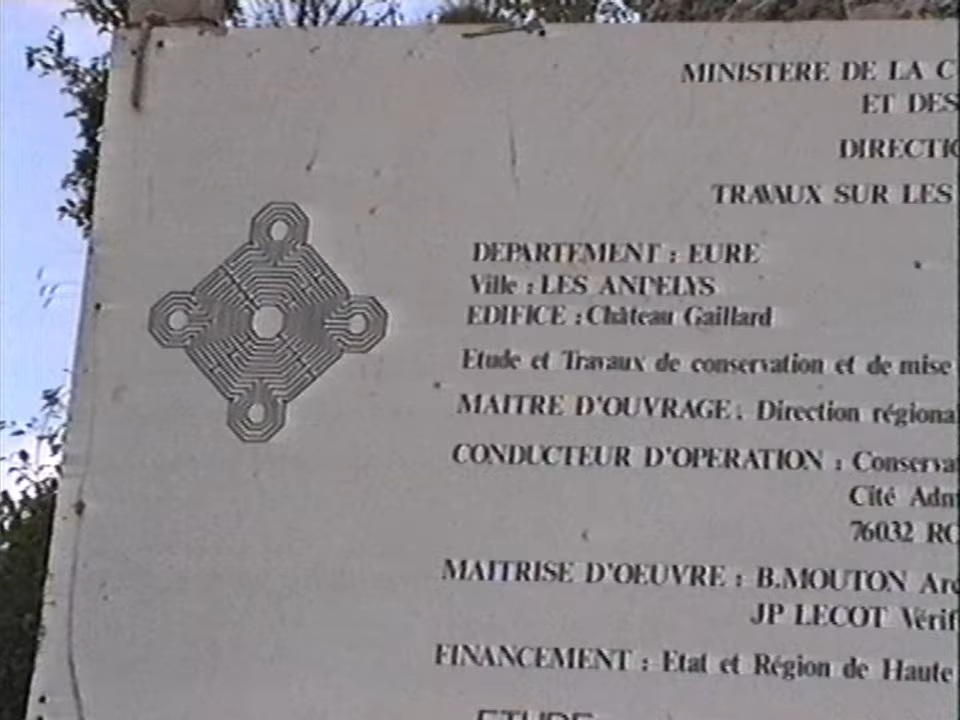 MINISTERE DE LA C
ET DES
DIRECTIO
TRAVAUX SUR LES
DEPARTEMENT : EURE
Ville : LES ANDELYS
EDIFICE : Château Gaillard
Etude et Travaux de conservation et de mise
MAITRE D'OUVRAGE : Direction régional
CONDUCTEUR D'OPERATION : Conservat
Cité Adm
76032 RO
MAITRISE D'OEUVRE : B.MOUTON Arc
JP LECOT Vérif
FINANCEMENT : Etat et Région de Haute
ETUDE